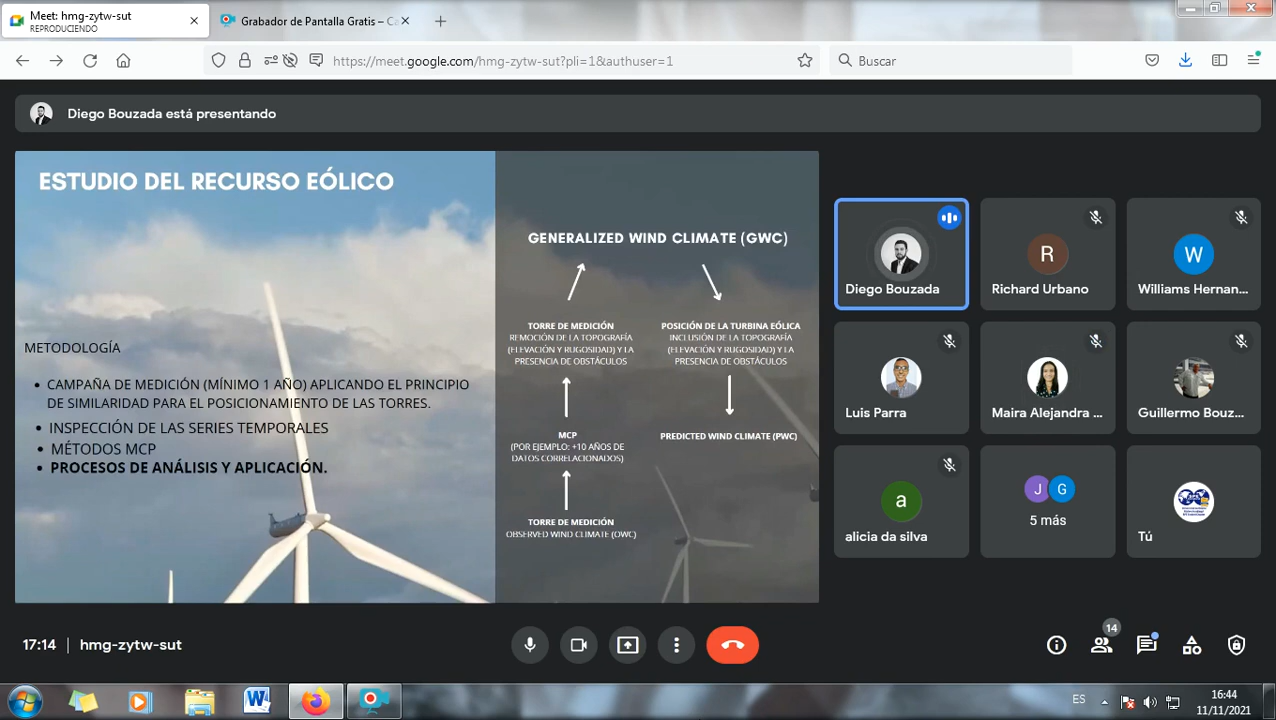 Meet: hmg-zytw-sut
REPRODUCIENDO
Grabador de Pantalla Gratis – Ca
https://meet.google.com/hmg-zytw-sut?pli=1&authuser=1
Buscar
Diego Bouzada está presentando
ESTUDIO DEL RECURSO EÓLICO
METODOLOGÍA
• CAMPAÑA DE MEDICIÓN (MÍNIMO 1 AÑO) APLICANDO EL PRINCIPIO
DE SIMILARIDAD PARA EL POSICIONAMIENTO DE LAS TORRES.
• INSPECCIÓN DE LAS SERIES TEMPORALES
• MÉTODOS MCP
• PROCESOS DE ANÁLISIS Y APLICACIÓN.
GENERALIZED WIND CLIMATE (GWC)
TORRE DE MEDICIÓN
REMOCIÓN DE LA TOPOGRAFÍA
(ELEVACIÓN Y RUGOSIDAD) Y LA
PRESENCIA DE OBSTÁCULOS
MCP
(POR EJEMPLO: +10 AÑOS DE
DATOS CORRELACIONADOS)
TORRE DE MEDICIÓN
OBSERVED WIND CLIMATE (OWC)
POSICIÓN DE LA TURBINA EÓLICA
INCLUSIÓN DE LA TOPOGRAFÍA
(ELEVACIÓN Y RUGOSIDAD) Y LA
PRESENCIA DE OBSTÁCULOS
PREDICTED WIND CLIMATE (PWC)
Diego Bouzada
R
Richard Urbano
W
Williams Hernan...
Luis Parra
Maira Alejandra ...
Guillermo Bouz...
a
alicia da silva
J G
5 más
Tú
17:14 | hmg-zytw-sut
14
W
ES
16:44
11/11/2021